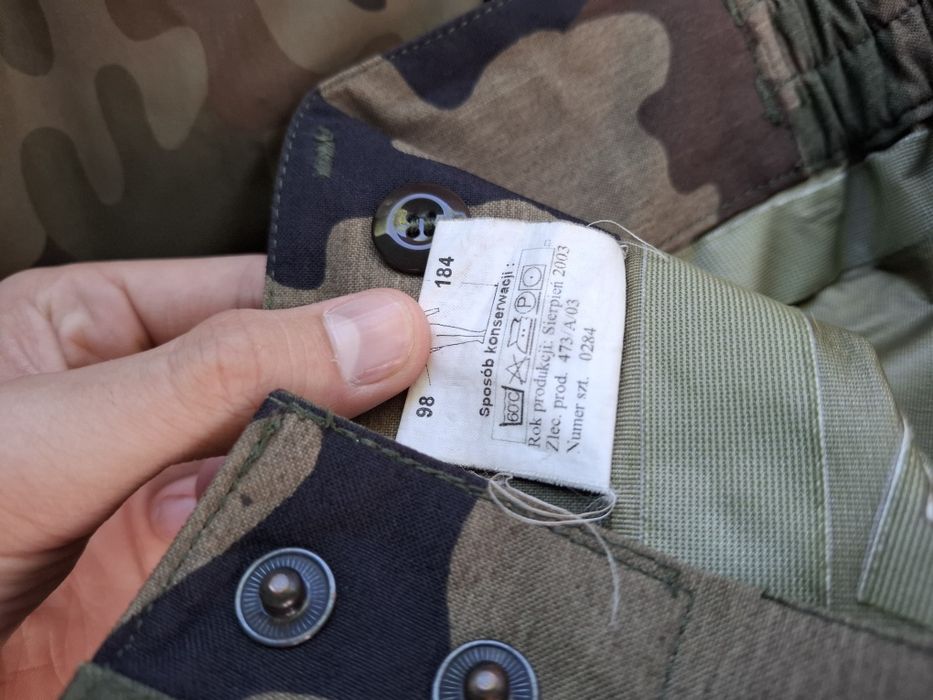 184
98
Sposób konserwacji :
60°C P
Rok produkcji: Sierpień 2003
Zlec. prod. 473/A/03
Numer szt. 0284